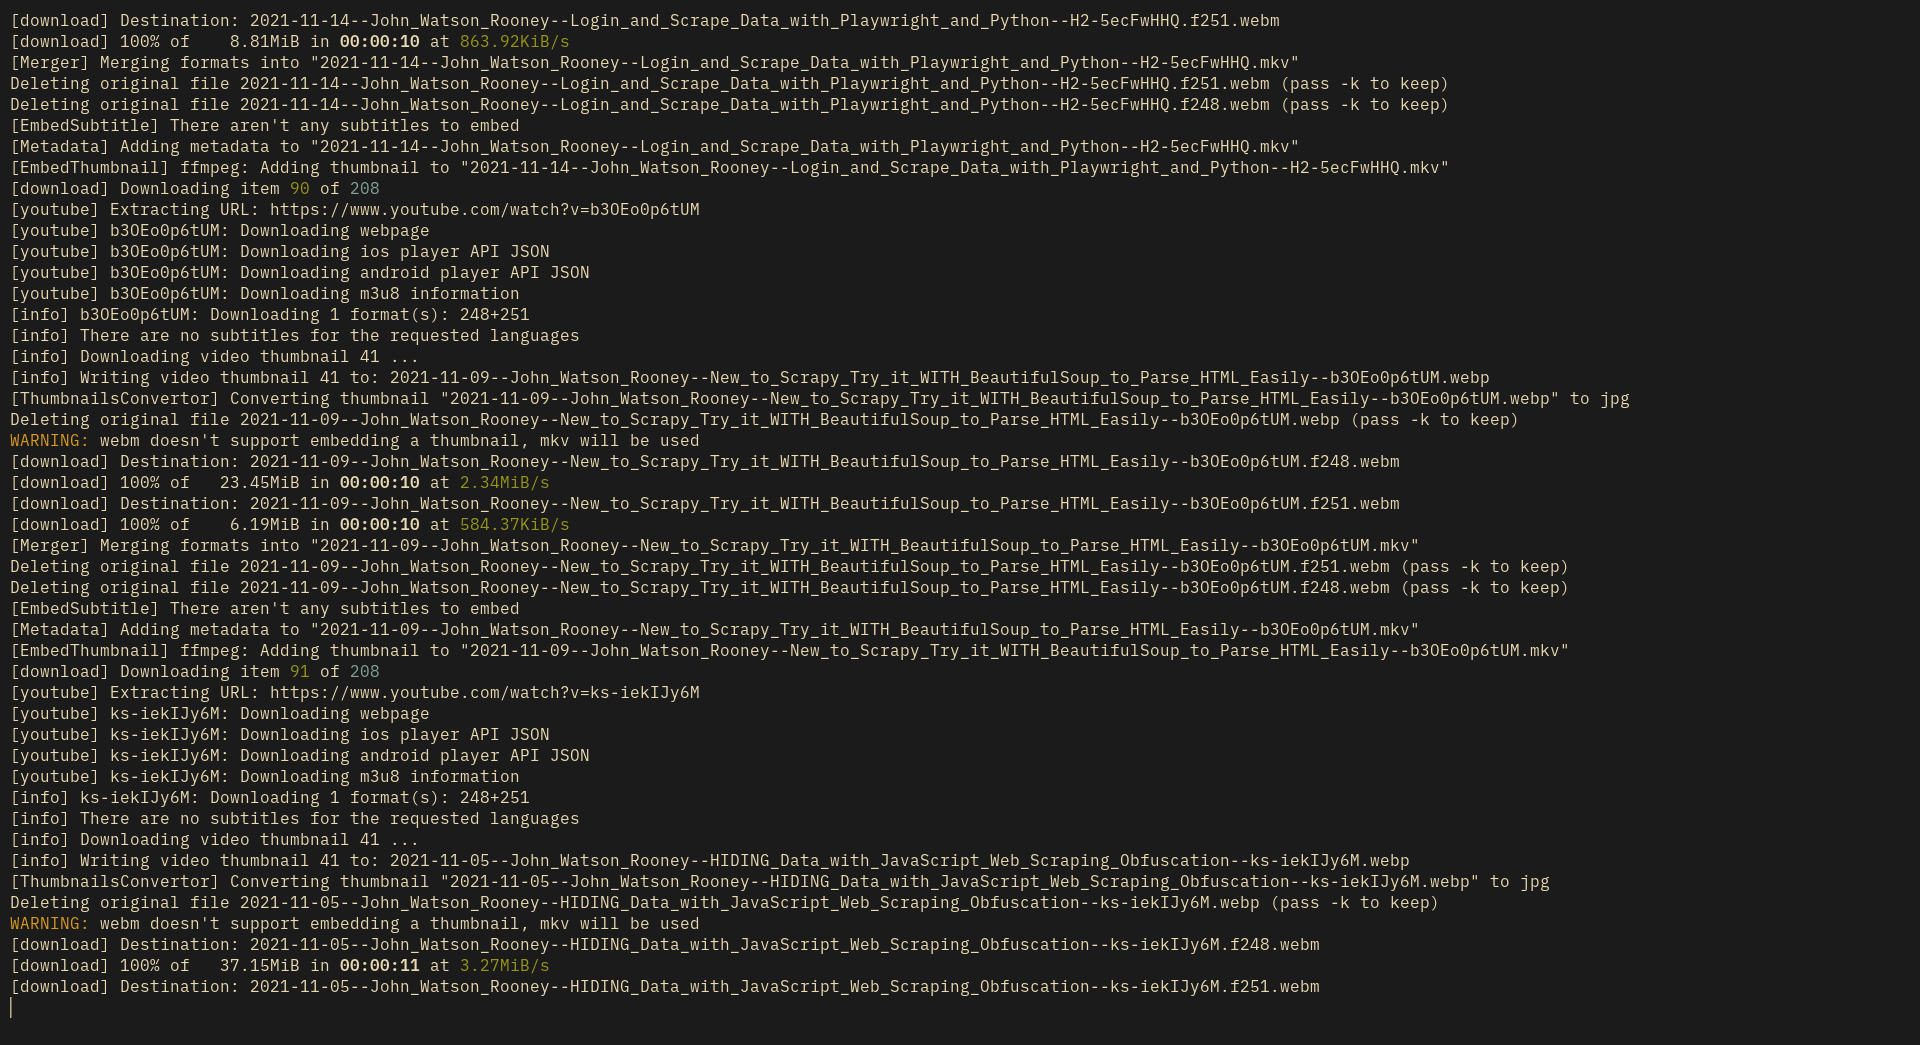 [download] Destination: 2021-11-14--John_Watson_Rooney--Login_and_Scrape_Data_with_Playwright_and_Python--H2-5ecFwHHQ.f251.webm
[download] 100% of    8.81MiB in 00:00:10 at 863.92KiB/s
[Merger] Merging formats into "2021-11-14--John_Watson_Rooney--Login_and_Scrape_Data_with_Playwright_and_Python--H2-5ecFwHHQ.mkv"
Deleting original file 2021-11-14--John_Watson_Rooney--Login_and_Scrape_Data_with_Playwright_and_Python--H2-5ecFwHHQ.f251.webm (pass -k to keep)
Deleting original file 2021-11-14--John_Watson_Rooney--Login_and_Scrape_Data_with_Playwright_and_Python--H2-5ecFwHHQ.f248.webm (pass -k to keep)
[EmbedSubtitle] There aren't any subtitles to embed
[Metadata] Adding metadata to "2021-11-14--John_Watson_Rooney--Login_and_Scrape_Data_with_Playwright_and_Python--H2-5ecFwHHQ.mkv"
[EmbedThumbnail] ffmpeg: Adding thumbnail to "2021-11-14--John_Watson_Rooney--Login_and_Scrape_Data_with_Playwright_and_Python--H2-5ecFwHHQ.mkv"
[download] Downloading item 90 of 208
[youtube] Extracting URL: https://www.youtube.com/watch?v=b3OEo0p6tUM
[youtube] b3OEo0p6tUM: Downloading webpage
[youtube] b3OEo0p6tUM: Downloading ios player API JSON
[youtube] b3OEo0p6tUM: Downloading android player API JSON
[youtube] b3OEo0p6tUM: Downloading m3u8 information
[info] b3OEo0p6tUM: Downloading 1 format(s): 248+251
[info] There are no subtitles for the requested languages
[info] Downloading video thumbnail 41 ...
[info] Writing video thumbnail 41 to: 2021-11-09--John_Watson_Rooney--New_to_Scrapy_Try_it_WITH_BeautifulSoup_to_Parse_HTML_Easily--b3OEo0p6tUM.webp
[ThumbnailsConvertor] Converting thumbnail "2021-11-09--John_Watson_Rooney--New_to_Scrapy_Try_it_WITH_BeautifulSoup_to_Parse_HTML_Easily--b3OEo0p6tUM.webp" to jpg
Deleting original file 2021-11-09--John_Watson_Rooney--New_to_Scrapy_Try_it_WITH_BeautifulSoup_to_Parse_HTML_Easily--b3OEo0p6tUM.webp (pass -k to keep)
WARNING: webm doesn't support embedding a thumbnail, mkv will be used
[download] Destination: 2021-11-09--John_Watson_Rooney--New_to_Scrapy_Try_it_WITH_BeautifulSoup_to_Parse_HTML_Easily--b3OEo0p6tUM.f248.webm
[download] 100% of   23.45MiB in 00:00:10 at 2.34MiB/s
[download] Destination: 2021-11-09--John_Watson_Rooney--New_to_Scrapy_Try_it_WITH_BeautifulSoup_to_Parse_HTML_Easily--b3OEo0p6tUM.f251.webm
[download] 100% of    6.19MiB in 00:00:10 at 584.37KiB/s
[Merger] Merging formats into "2021-11-09--John_Watson_Rooney--New_to_Scrapy_Try_it_WITH_BeautifulSoup_to_Parse_HTML_Easily--b3OEo0p6tUM.mkv"
Deleting original file 2021-11-09--John_Watson_Rooney--New_to_Scrapy_Try_it_WITH_BeautifulSoup_to_Parse_HTML_Easily--b3OEo0p6tUM.f251.webm (pass -k to keep)
Deleting original file 2021-11-09--John_Watson_Rooney--New_to_Scrapy_Try_it_WITH_BeautifulSoup_to_Parse_HTML_Easily--b3OEo0p6tUM.f248.webm (pass -k to keep)
[EmbedSubtitle] There aren't any subtitles to embed
[Metadata] Adding metadata to "2021-11-09--John_Watson_Rooney--New_to_Scrapy_Try_it_WITH_BeautifulSoup_to_Parse_HTML_Easily--b3OEo0p6tUM.mkv"
[EmbedThumbnail] ffmpeg: Adding thumbnail to "2021-11-09--John_Watson_Rooney--New_to_Scrapy_Try_it_WITH_BeautifulSoup_to_Parse_HTML_Easily--b3OEo0p6tUM.mkv"
[download] Downloading item 91 of 208
[youtube] Extracting URL: https://www.youtube.com/watch?v=ks-iekIJy6M
[youtube] ks-iekIJy6M: Downloading webpage
[youtube] ks-iekIJy6M: Downloading ios player API JSON
[youtube] ks-iekIJy6M: Downloading android player API JSON
[youtube] ks-iekIJy6M: Downloading m3u8 information
[info] ks-iekIJy6M: Downloading 1 format(s): 248+251
[info] There are no subtitles for the requested languages
[info] Downloading video thumbnail 41 ...
[info] Writing video thumbnail 41 to: 2021-11-05--John_Watson_Rooney--HIDING_Data_with_JavaScript_Web_Scraping_Obfuscation--ks-iekIJy6M.webp
[ThumbnailsConvertor] Converting thumbnail "2021-11-05--John_Watson_Rooney--HIDING_Data_with_JavaScript_Web_Scraping_Obfuscation--ks-iekIJy6M.webp" to jpg
Deleting original file 2021-11-05--John_Watson_Rooney--HIDING_Data_with_JavaScript_Web_Scraping_Obfuscation--ks-iekIJy6M.webp (pass -k to keep)
WARNING: webm doesn't support embedding a thumbnail, mkv will be used
[download] Destination: 2021-11-05--John_Watson_Rooney--HIDING_Data_with_JavaScript_Web_Scraping_Obfuscation--ks-iekIJy6M.f248.webm
[download] 100% of   37.15MiB in 00:00:11 at 3.27MiB/s
[download] Destination: 2021-11-05--John_Watson_Rooney--HIDING_Data_with_JavaScript_Web_Scraping_Obfuscation--ks-iekIJy6M.f251.webm